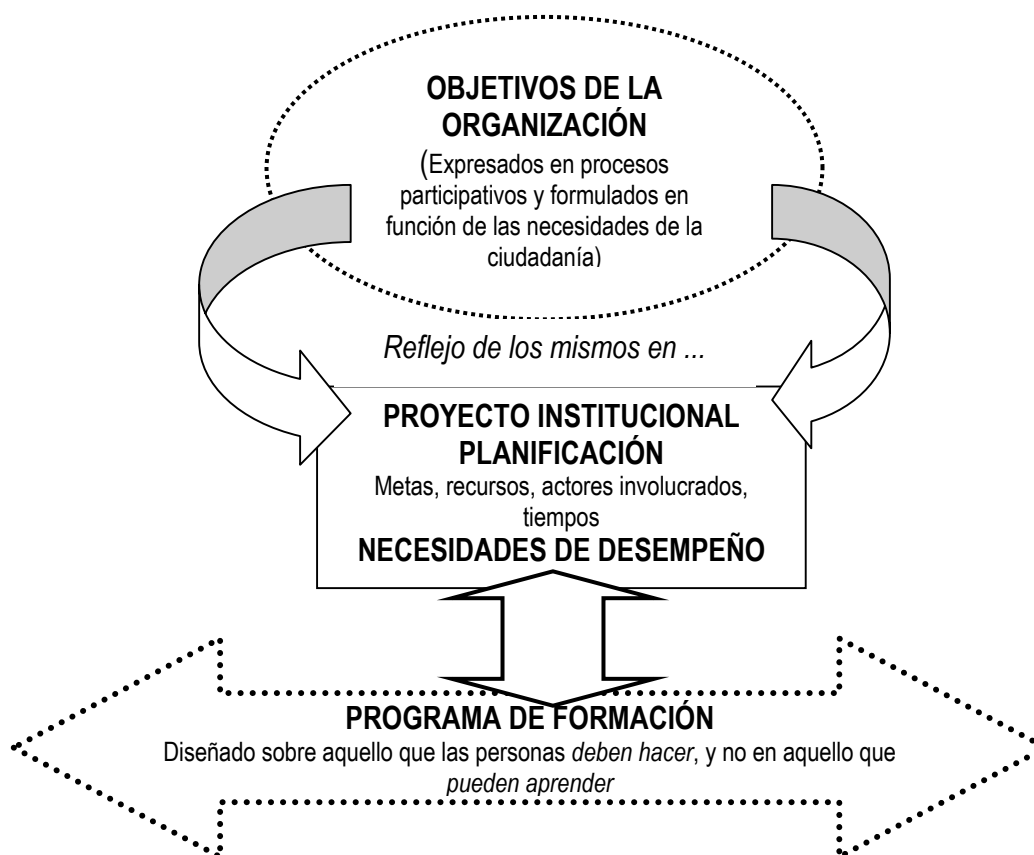 OBJETIVOS DE LA
ORGANIZACIÓN
(Expresados en procesos
participativos y formulados en
función de las necesidades de la
ciudadanía)
Reflejo de los mismos en ...
PROYECTO INSTITUCIONAL
PLANIFICACIÓN
Metas, recursos, actores involucrados,
tiempos
NECESIDADES DE DESEMPEÑO
PROGRAMA DE FORMACIÓN
Diseñado sobre aquello que las personas deben hacer, y no en aquello que
pueden aprender